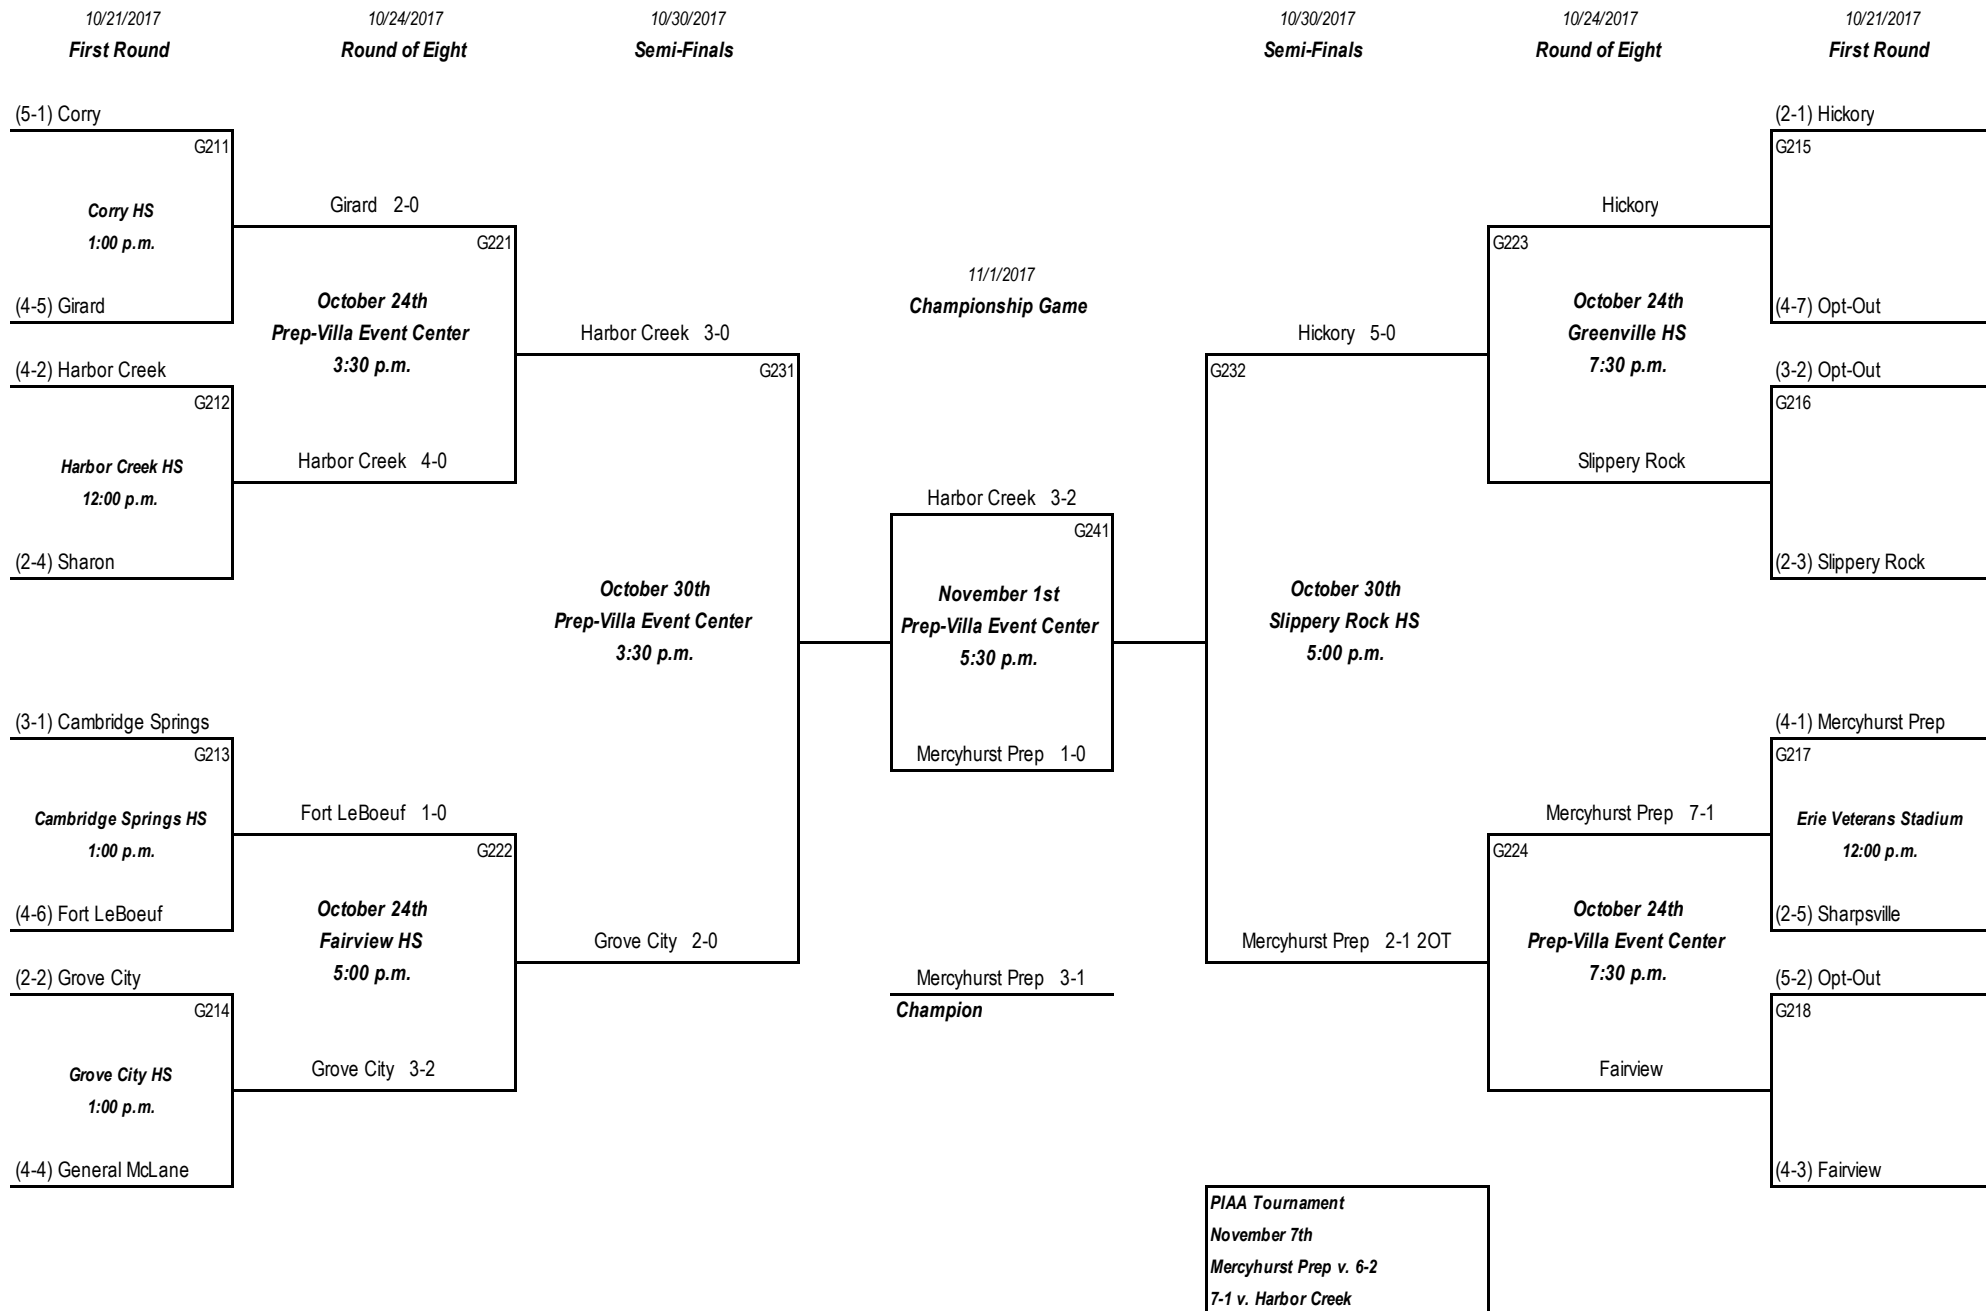 10/21/2017
First Round
10/24/2017
Round of Eight
10/30/2017
Semi-Finals
10/30/2017
Semi-Finals
10/24/2017
Round of Eight
10/21/2017
First Round
(5-1) Corry
G211
Corry HS
1:00 p.m.
(4-5) Girard
(4-2) Harbor Creek
G212
Harbor Creek HS
12:00 p.m.
(2-4) Sharon
(3-1) Cambridge Springs
G213
Cambridge Springs HS
1:00 p.m.
(4-6) Fort LeBoeuf
(2-2) Grove City
G214
Grove City HS
1:00 p.m.
(4-4) General McLane
Girard 2-0
G221
October 24th
Prep-Villa Event Center
3:30 p.m.
Harbor Creek 4-0
Fort LeBoeuf 1-0
G222
October 24th
Fairview HS
5:00 p.m.
Grove City 3-2
Harbor Creek 3-0
G231
October 30th
Prep-Villa Event Center
3:30 p.m.
Grove City 2-0
11/1/2017
Championship Game
Harbor Creek 3-2
G241
November 1st
Prep-Villa Event Center
5:30 p.m.
Mercyhurst Prep 1-0
Mercyhurst Prep 3-1
Champion
Hickory 5-0
G232
October 30th
Slippery Rock HS
5:00 p.m.
Mercyhurst Prep 2-1 2OT
Hickory
G223
October 24th
Greenville HS
7:30 p.m.
Slippery Rock
Mercyhurst Prep 7-1
G224
October 24th
Prep-Villa Event Center
7:30 p.m.
Fairview
(2-1) Hickory
G215
(4-7) Opt-Out
(3-2) Opt-Out
G216
(2-3) Slippery Rock
(4-1) Mercyhurst Prep
G217
Erie Veterans Stadium
12:00 p.m.
(2-5) Sharpsville
(5-2) Opt-Out
G218
(4-3) Fairview
PIAA Tournament
November 7th
Mercyhurst Prep v. 6-2
7-1 v. Harbor Creek